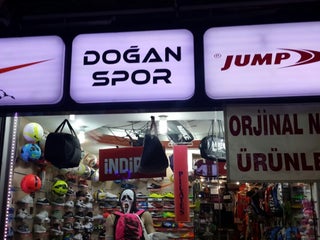 DOĞAN
SPOR
® JUMP
İNDİR
ORJİNAL
ÜRÜNLE